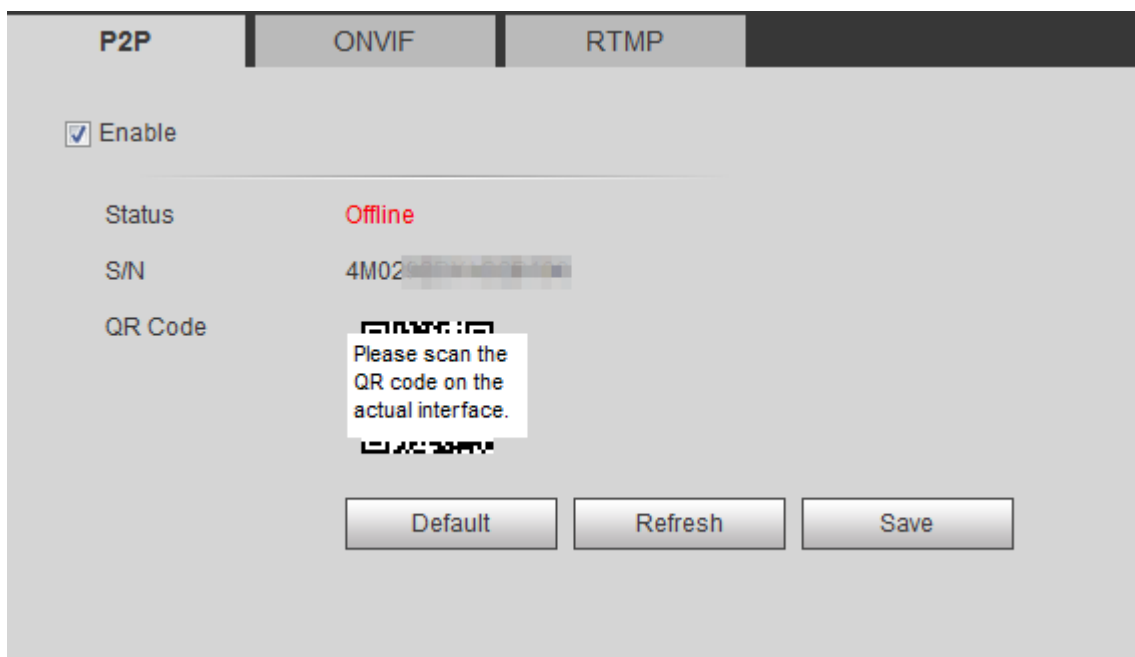 P2P ONVIF RTMP
Enable
Status Offline
S/N 4M02
QR Code
Please scan the
QR code on the
actual interface.
Default Refresh Save